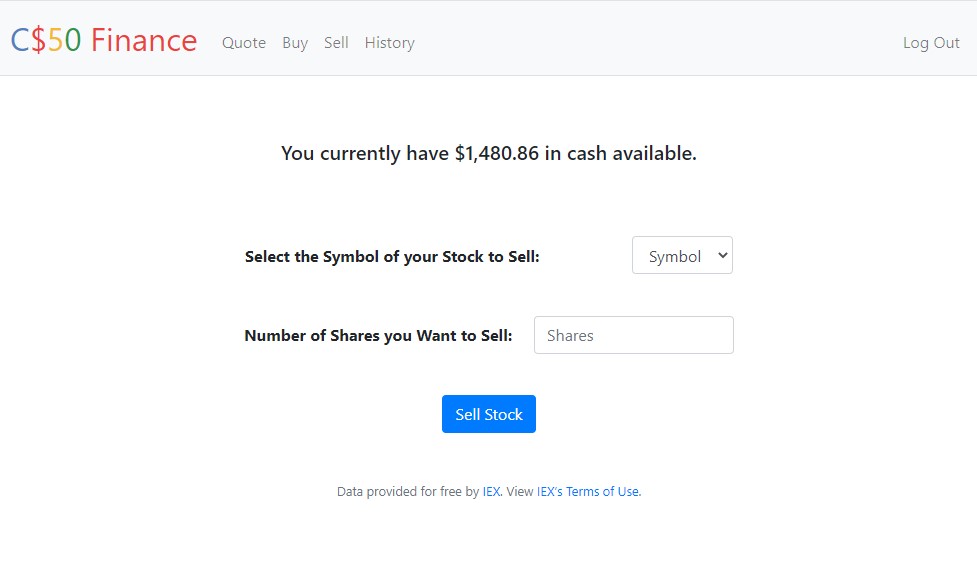 C$50 Finance Quote Buy Sell History Log Out
You currently have $1,480.86 in cash available.
Select the Symbol of your Stock to Sell: Symbol
Number of Shares you Want to Sell: Shares
Sell Stock
Data provided for free by IEX. View IEX's Terms of Use.